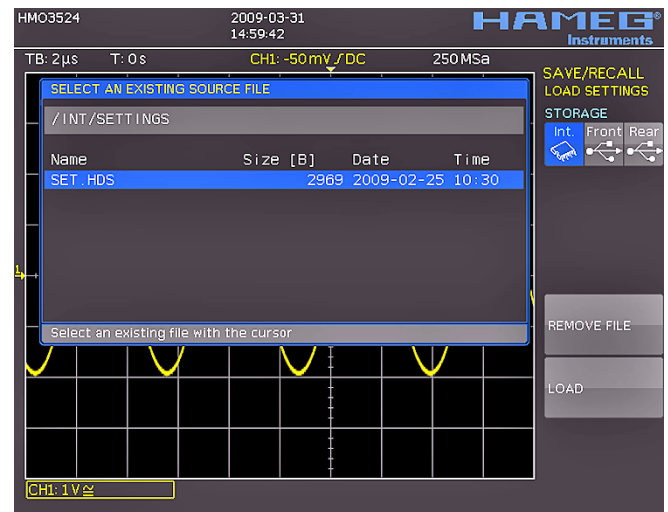 HMO3524
2009-03-31
14:59:42
HAMEG®
Instruments
TB: 2µs T: 0s CH1: -50mV / DC 250MSa
SAVE/RECALL
LOAD SETTINGS
STORAGE
Int. Front Rear
SELECT AN EXISTING SOURCE FILE
/INT/SETTINGS
Name Size [B] Date Time
SET.HDS 2969 2009-02-25 10:30
1
Select an existing file with the cursor
REMOVE FILE
LOAD
CH1: 1V≅